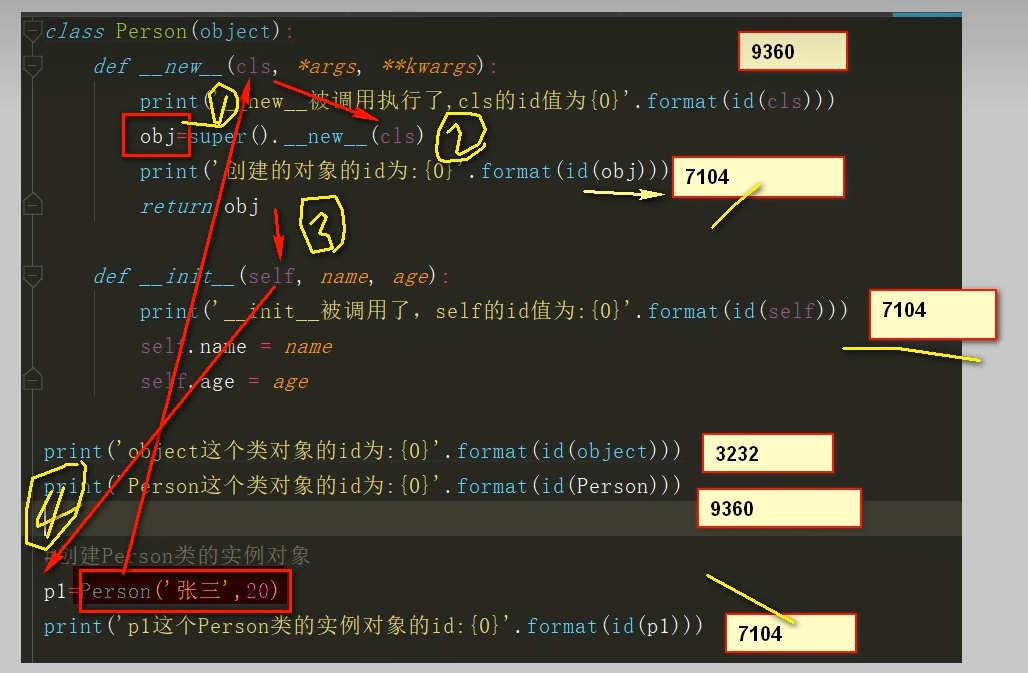 class Person(object):
9360
def __new__(cls, *args, **kwargs):
print('__new__被调用执行了,cls的id值为{0}'.format(id(cls)))
1
obj=super().__new__(cls)
2
print('创建的对象的id为:{0}'.format(id(obj)))
7104
return obj
3
def __init__(self, name, age):
print('__init__被调用了，self的id值为:{0}'.format(id(self)))
7104
self.name = name
self.age = age
print('object这个类对象的id为:{0}'.format(id(object)))
3232
print('Person这个类对象的id为:{0}'.format(id(Person)))
9360
4
#创建Person类的实例对象
p1=Person('张三',20)
print('p1这个Person类的实例对象的id:{0}'.format(id(p1)))
7104